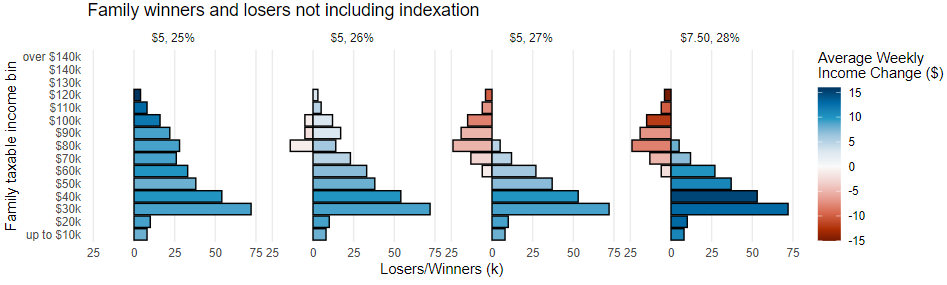 Family winners and losers not including indexation
$5, 25%
$5, 26%
$5, 27%
$7.50, 28%
Family taxable income bin
over $140k
$140k
$130k
$120k
$110k
$100k
$90k
$80k
$70k
$60k
$50k
$40k
$30k
$20k
up to $10k
25 0 25 50 75 25 0 25 50 75 25 0 25 50 75 25 0 25 50 75
Losers/Winners (k)
Average Weekly
Income Change ($)
15
10
5
0
-5
-10
-15